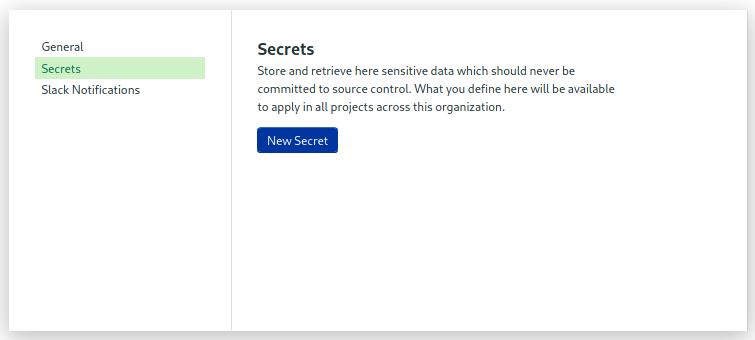 General
Secrets
Slack Notifications
Secrets
Store and retrieve here sensitive data which should never be
committed to source control. What you define here will be available
to apply in all projects across this organization.
New Secret